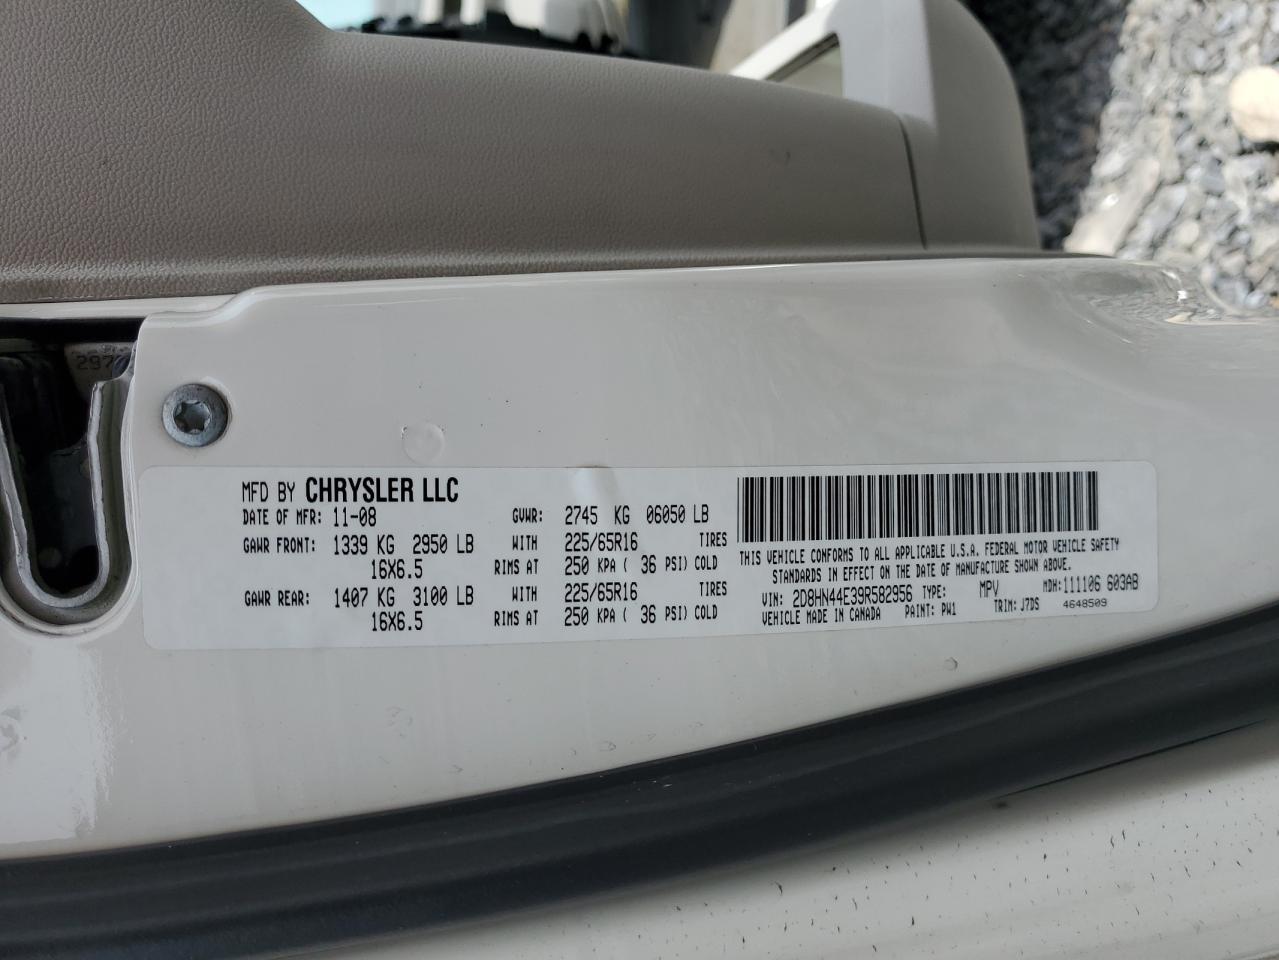 MFD BY CHRYSLER LLC
DATE OF MFR: 11-08 GVWR: 2745 KG 06050 LB
GAWR FRONT: 1339 KG 2950 LB WITH 225/65R16 TIRES
16X6.5 RIMS AT 250 KPA ( 36 PSI) COLD
GAWR REAR: 1407 KG 3100 LB WITH 225/65R16 TIRES
16X6.5 RIMS AT 250 KPA ( 36 PSI) COLD
THIS VEHICLE CONFORMS TO ALL APPLICABLE U.S.A. FEDERAL MOTOR VEHICLE SAFETY
STANDARDS IN EFFECT ON THE DATE OF MANUFACTURE SHOWN ABOVE.
VIN: 2D8HN44E39R582956 TYPE: MPV MDH:111106 603AB
VEHICLE MADE IN CANADA PAINT: PW1 TRIM: J7DS 4648509